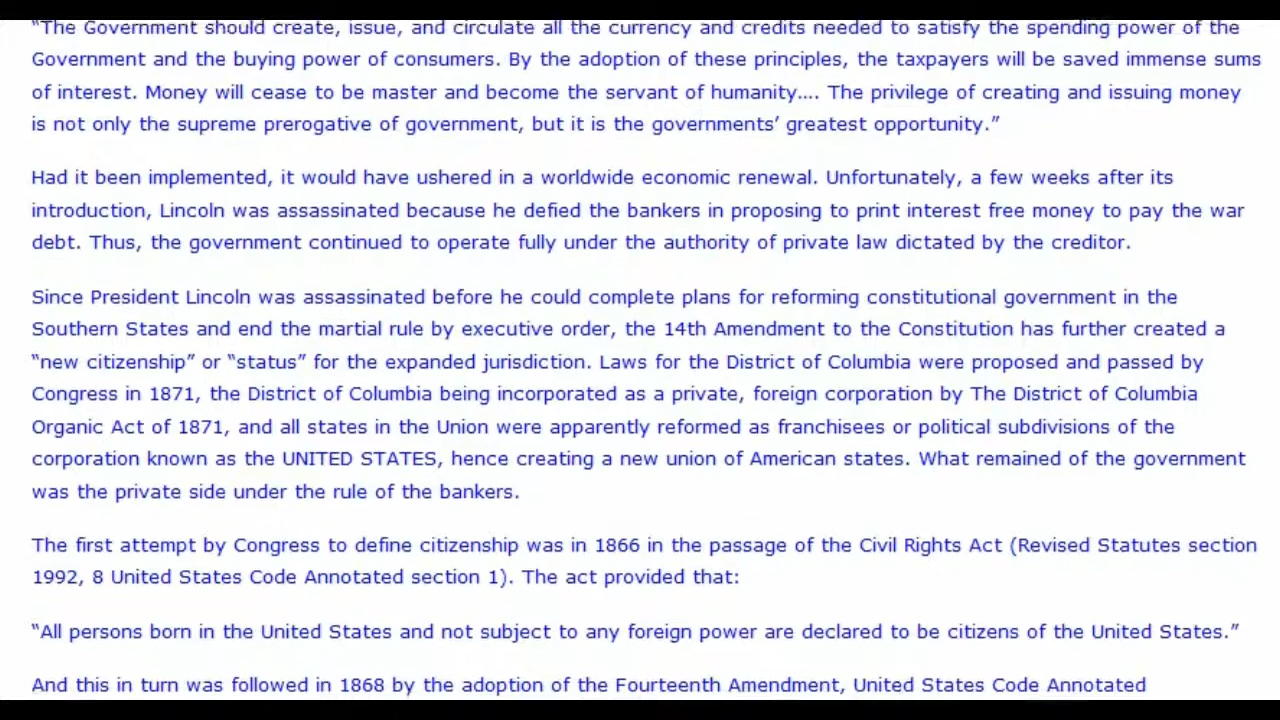 “The Government should create, issue, and circulate all the currency and credits needed to satisfy the spending power of the
Government and the buying power of consumers. By the adoption of these principles, the taxpayers will be saved immense sums
of interest. Money will cease to be master and become the servant of humanity…. The privilege of creating and issuing money
is not only the supreme prerogative of government, but it is the governments’ greatest opportunity.”
Had it been implemented, it would have ushered in a worldwide economic renewal. Unfortunately, a few weeks after its
introduction, Lincoln was assassinated because he defied the bankers in proposing to print interest free money to pay the war
debt. Thus, the government continued to operate fully under the authority of private law dictated by the creditor.
Since President Lincoln was assassinated before he could complete plans for reforming constitutional government in the
Southern States and end the martial rule by executive order, the 14th Amendment to the Constitution has further created a
“new citizenship” or “status” for the expanded jurisdiction. Laws for the District of Columbia were proposed and passed by
Congress in 1871, the District of Columbia being incorporated as a private, foreign corporation by The District of Columbia
Organic Act of 1871, and all states in the Union were apparently reformed as franchisees or political subdivisions of the
corporation known as the UNITED STATES, hence creating a new union of American states. What remained of the government
was the private side under the rule of the bankers.
The first attempt by Congress to define citizenship was in 1866 in the passage of the Civil Rights Act (Revised Statutes section
1992, 8 United States Code Annotated section 1). The act provided that:
“All persons born in the United States and not subject to any foreign power are declared to be citizens of the United States.”
And this in turn was followed in 1868 by the adoption of the Fourteenth Amendment, United States Code Annotated